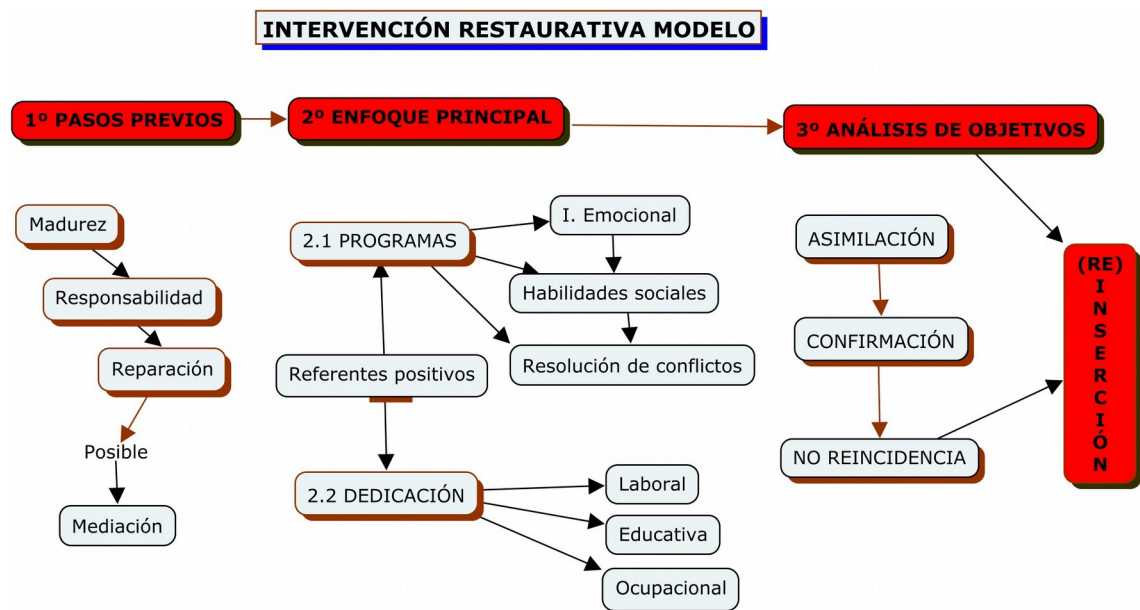 INTERVENCIÓN RESTAURATIVA MODELO
1º PASOS PREVIOS
2º ENFOQUE PRINCIPAL
3º ANÁLISIS DE OBJETIVOS
Madurez
Responsabilidad
Reparación
Posible
Mediación
2.1 PROGRAMAS
I. Emocional
Habilidades sociales
Resolución de conflictos
Referentes positivos
2.2 DEDICACIÓN
Laboral
Educativa
Ocupacional
ASIMILACIÓN
CONFIRMACIÓN
NO REINCIDENCIA
(RE)
I
N
S
E
R
C
I
Ó
N